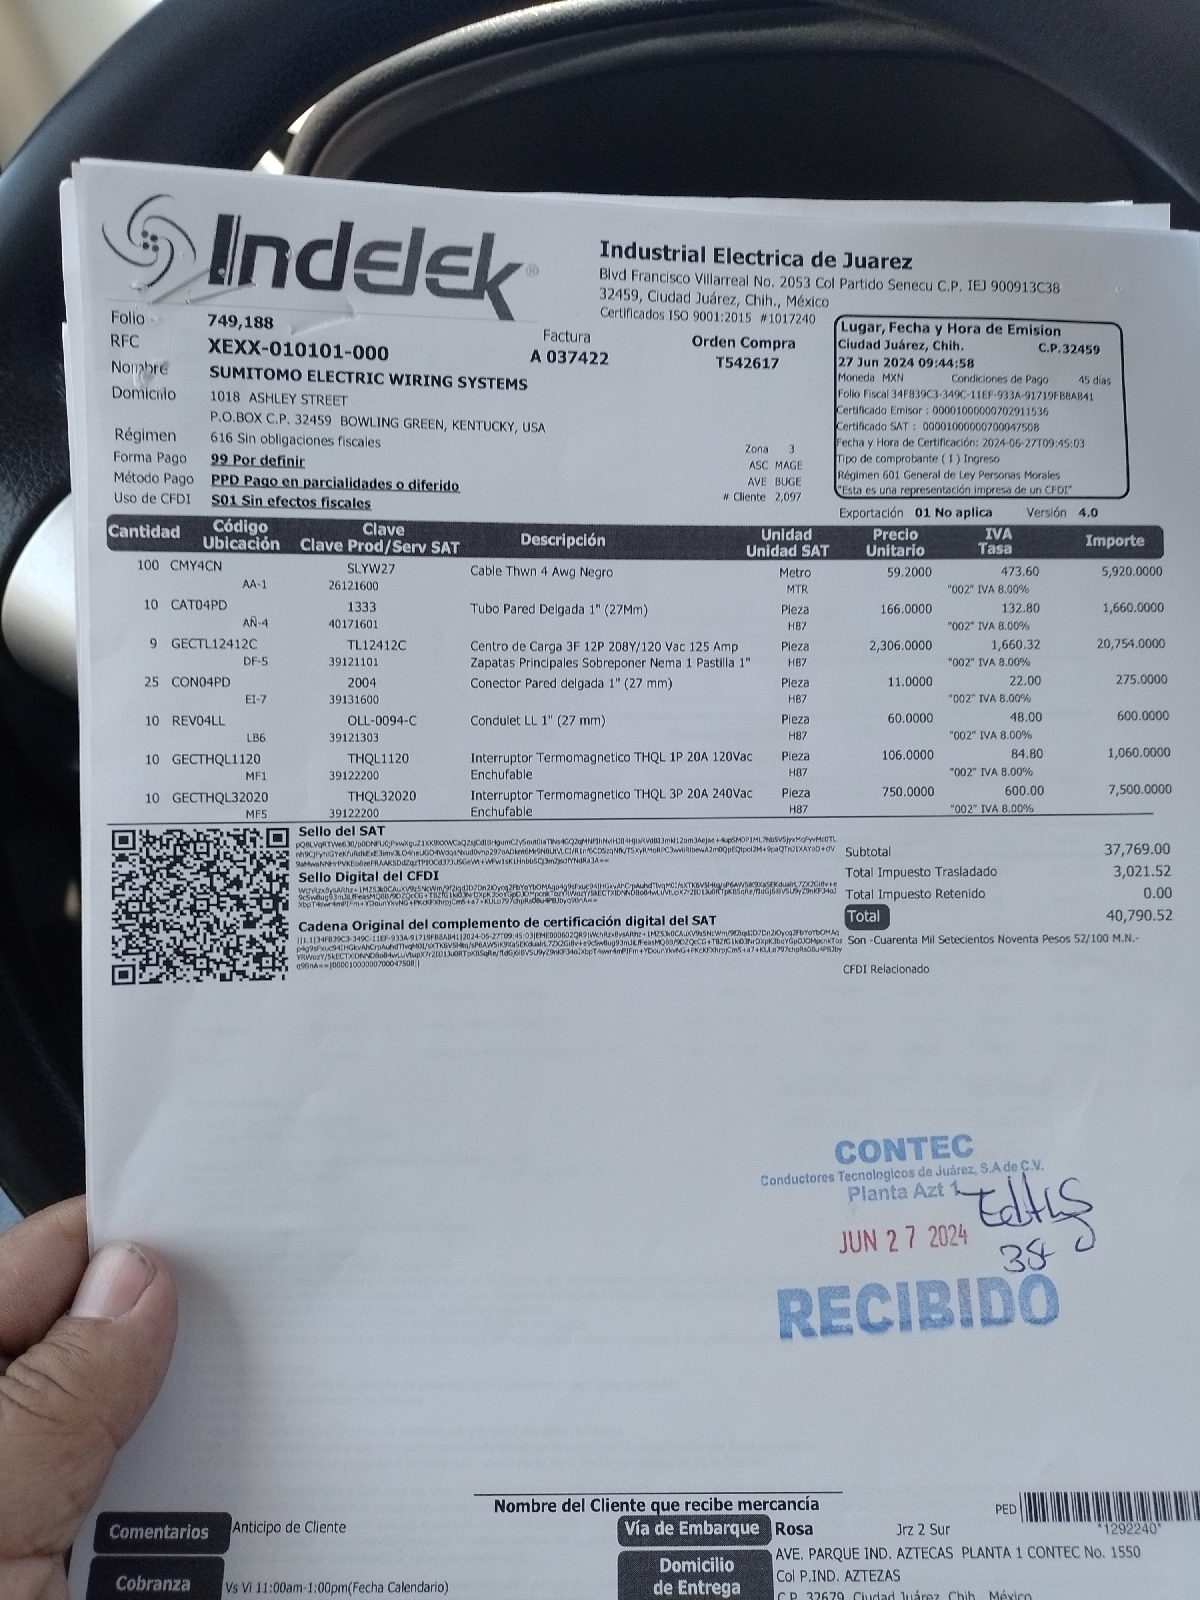 Indelek®
Industrial Electrica de Juarez
Blvd Francisco Villarreal No. 2053 Col Partido Senecu C.P. IEJ 900913C38
32459, Ciudad Juárez, Chih., México
Certificados ISO 9001:2015 #1017240
Folio 749,188
RFC XEXX-010101-000
Factura
A 037422
Orden Compra
T542617
Nombre SUMITOMO ELECTRIC WIRING SYSTEMS
Domicilio 1018 ASHLEY STREET
P.O.BOX C.P. 32459 BOWLING GREEN, KENTUCKY, USA
Régimen 616 Sin obligaciones fiscales
Forma Pago 99 Por definir
Método Pago PPD Pago en parcialidades o diferido
Uso de CFDI S01 Sin efectos fiscales
Zona 3
ASC MAGE
AVE BUGE
# Cliente 2,097
Lugar, Fecha y Hora de Emision
Ciudad Juárez, Chih. C.P.32459
27 Jun 2024 09:44:58
Moneda MXN Condiciones de Pago 45 días
Folio Fiscal 34F839C3-349C-11EF-933A-91719FB8AB41
Certificado Emisor : 00001000000702911536
Certificado SAT : 00001000000700047508
Fecha y Hora de Certificación: 2024-06-27T09:45:03
Tipo de comprobante ( I ) Ingreso
Régimen 601 General de Ley Personas Morales
"Esta es una representación impresa de un CFDI"
Exportación 01 No aplica Versión 4.0
Cantidad Código Ubicación Clave Clave Prod/Serv SAT Descripción Unidad Unidad SAT Precio Unitario IVA Tasa Importe
100 CMY4CN SLYW27 Cable Thwn 4 Awg Negro Metro 59.2000 473.60 5,920.0000
AA-1 26121600 MTR "002" IVA 8.00%
10 CAT04PD 1333 Tubo Pared Delgada 1" (27Mm) Pieza 166.0000 132.80 1,660.0000
AÑ-4 40171601 H87 "002" IVA 8.00%
9 GECTL12412C TL12412C Centro de Carga 3F 12P 208Y/120 Vac 125 Amp Pieza 2,306.0000 1,660.32 20,754.0000
DF-5 39121101 Zapatas Principales Sobreponer Nema 1 Pastilla 1" H87 "002" IVA 8.00%
25 CON04PD 2004 Conector Pared delgada 1" (27 mm) Pieza 11.0000 22.00 275.0000
EI-7 39131600 H87 "002" IVA 8.00%
10 REV04LL OLL-0094-C Condulet LL 1" (27 mm) Pieza 60.0000 48.00 600.0000
LB6 39121303 H87 "002" IVA 8.00%
10 GECTHQL1120 THQL1120 Interruptor Termomagnetico THQL 1P 20A 120Vac Pieza 106.0000 84.80 1,060.0000
MF1 39122200 Enchufable H87 "002" IVA 8.00%
10 GECTHQL32020 THQL32020 Interruptor Termomagnetico THQL 3P 20A 240Vac Pieza 750.0000 600.00 7,500.0000
MF5 39122200 Enchufable H87 "002" IVA 8.00%
Sello del SAT
Sello Digital del CFDI
Cadena Original del complemento de certificación digital del SAT
Subtotal 37,769.00
Total Impuesto Trasladado 3,021.52
Total Impuesto Retenido 0.00
Total 40,790.52
Son -Cuarenta Mil Setecientos Noventa Pesos 52/100 M.N.-
CFDI Relacionado
CONTEC
Conductores Tecnologicos de Juárez, S.A de C.V.
Planta Azt 1
JUN 27 2024
RECIBIDO
Nombre del Cliente que recibe mercancía
PED
*1292240*
Comentarios Anticipo de Cliente
Vía de Embarque Rosa Jrz 2 Sur
Cobranza Vs Vi 11:00am-1:00pm(Fecha Calendario)
Domicilio de Entrega AVE. PARQUE IND. AZTECAS PLANTA 1 CONTEC No. 1550
Col P.IND. AZTEZAS
C.P. 32679, Ciudad Juárez, Chih., México